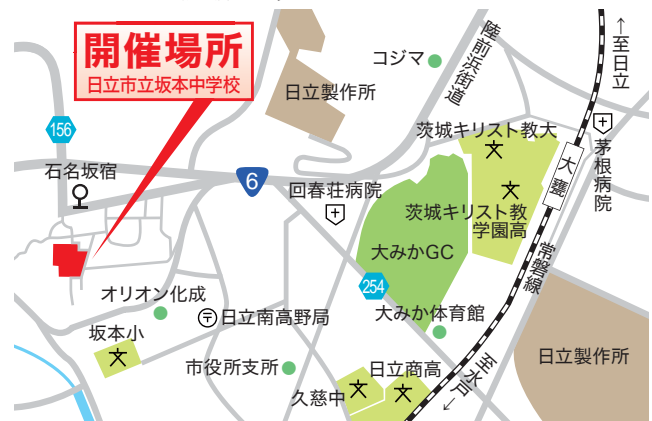 開催場所
日立市立坂本中学校
コジマ
陸前浜街道
←至日立
日立製作所
156
茨城キリスト教大
大甕
茅根病院
石名坂宿
6
回春荘病院
茨城キリスト教
学園高
大みかGC
常磐線
254
オリオン化成
日立南高野局
大みか体育館
坂本小
市役所支所
日立商高
至水戸→
日立製作所
久慈中